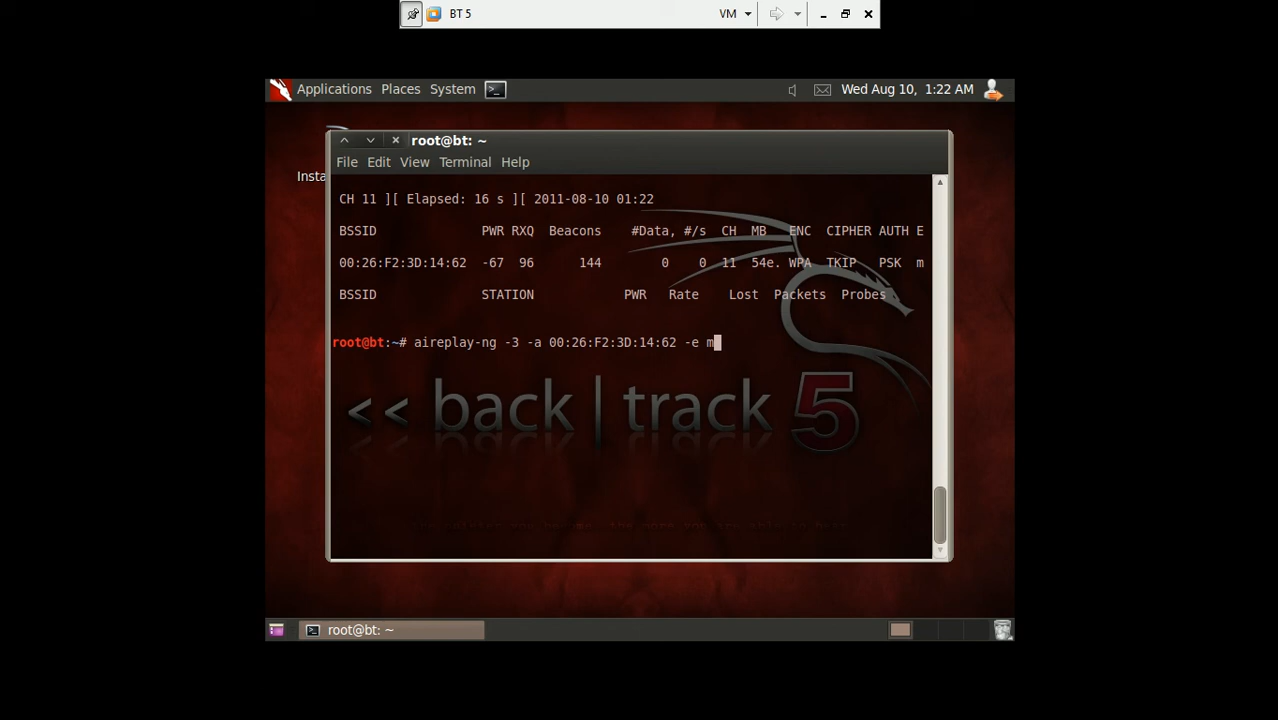 BT 5 VM
Applications Places System Wed Aug 10, 1:22 AM
root@bt: ~
File Edit View Terminal Help
Insta
CH 11 ][ Elapsed: 16 s ][ 2011-08-10 01:22
BSSID PWR RXQ Beacons #Data, #/s CH MB ENC CIPHER AUTH E
00:26:F2:3D:14:62 -67 96 144 0 0 11 54e. WPA TKIP PSK m
BSSID STATION PWR Rate Lost Packets Probes
root@bt:~# aireplay-ng -3 -a 00:26:F2:3D:14:62 -e m
<< back | track 5
root@bt: ~